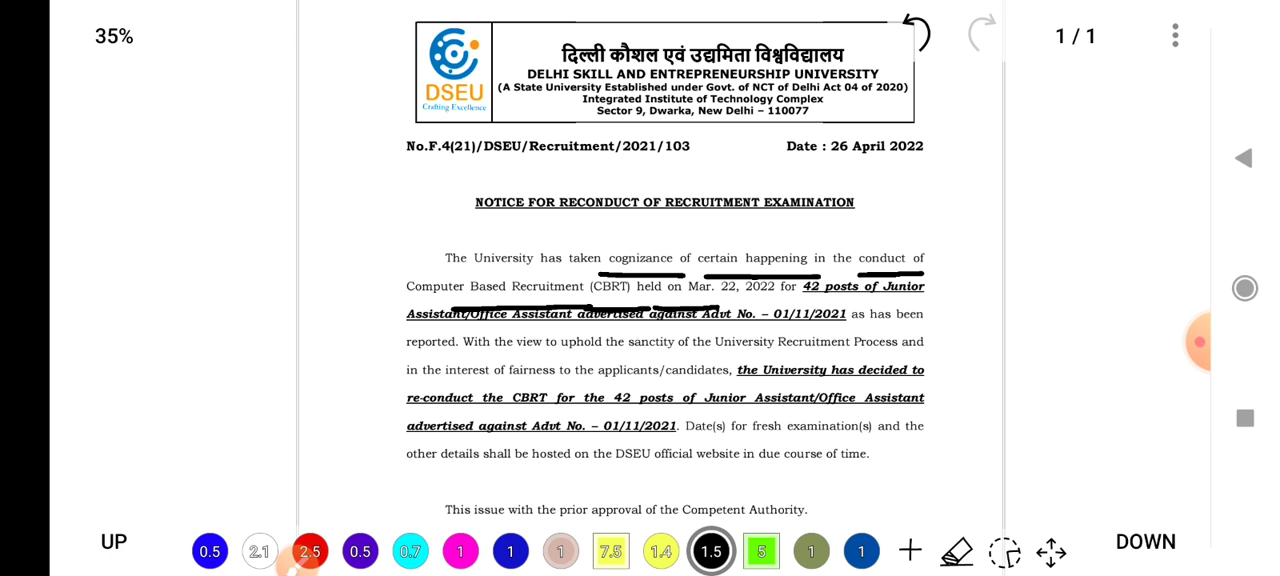 35%
1 / 1
दिल्ली कौशल एवं उद्यमिता विश्वविद्यालय
DELHI SKILL AND ENTREPRENEURSHIP UNIVERSITY
(A State University Established under Govt. of NCT of Delhi Act 04 of 2020)
Integrated Institute of Technology Complex
Sector 9, Dwarka, New Delhi – 110077
DSEU
Crafting Excellence
No.F.4(21)/DSEU/Recruitment/2021/103 Date : 26 April 2022
NOTICE FOR RECONDUCT OF RECRUITMENT EXAMINATION
The University has taken cognizance of certain happening in the conduct of
Computer Based Recruitment (CBRT) held on Mar. 22, 2022 for 42 posts of Junior
Assistant/Office Assistant advertised against Advt No. – 01/11/2021 as has been
reported. With the view to uphold the sanctity of the University Recruitment Process and
in the interest of fairness to the applicants/candidates, the University has decided to
re-conduct the CBRT for the 42 posts of Junior Assistant/Office Assistant
advertised against Advt No. – 01/11/2021. Date(s) for fresh examination(s) and the
other details shall be hosted on the DSEU official website in due course of time.
This issue with the prior approval of the Competent Authority.
UP
0.5 2.1 2.5 0.5 0.7 1 1 1 7.5 1.4 1.5 5 1 1
DOWN